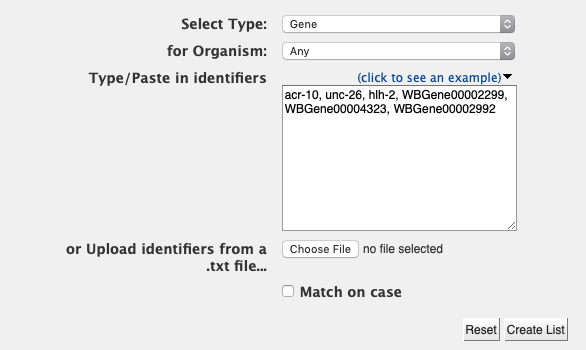 Select Type: Gene
for Organism: Any
Type/Paste in identifiers (click to see an example)
acr-10, unc-26, hlh-2, WBGene00002299,
WBGene00004323, WBGene00002992
or Upload identifiers from a Choose File no file selected
.txt file...
Match on case
Reset Create List